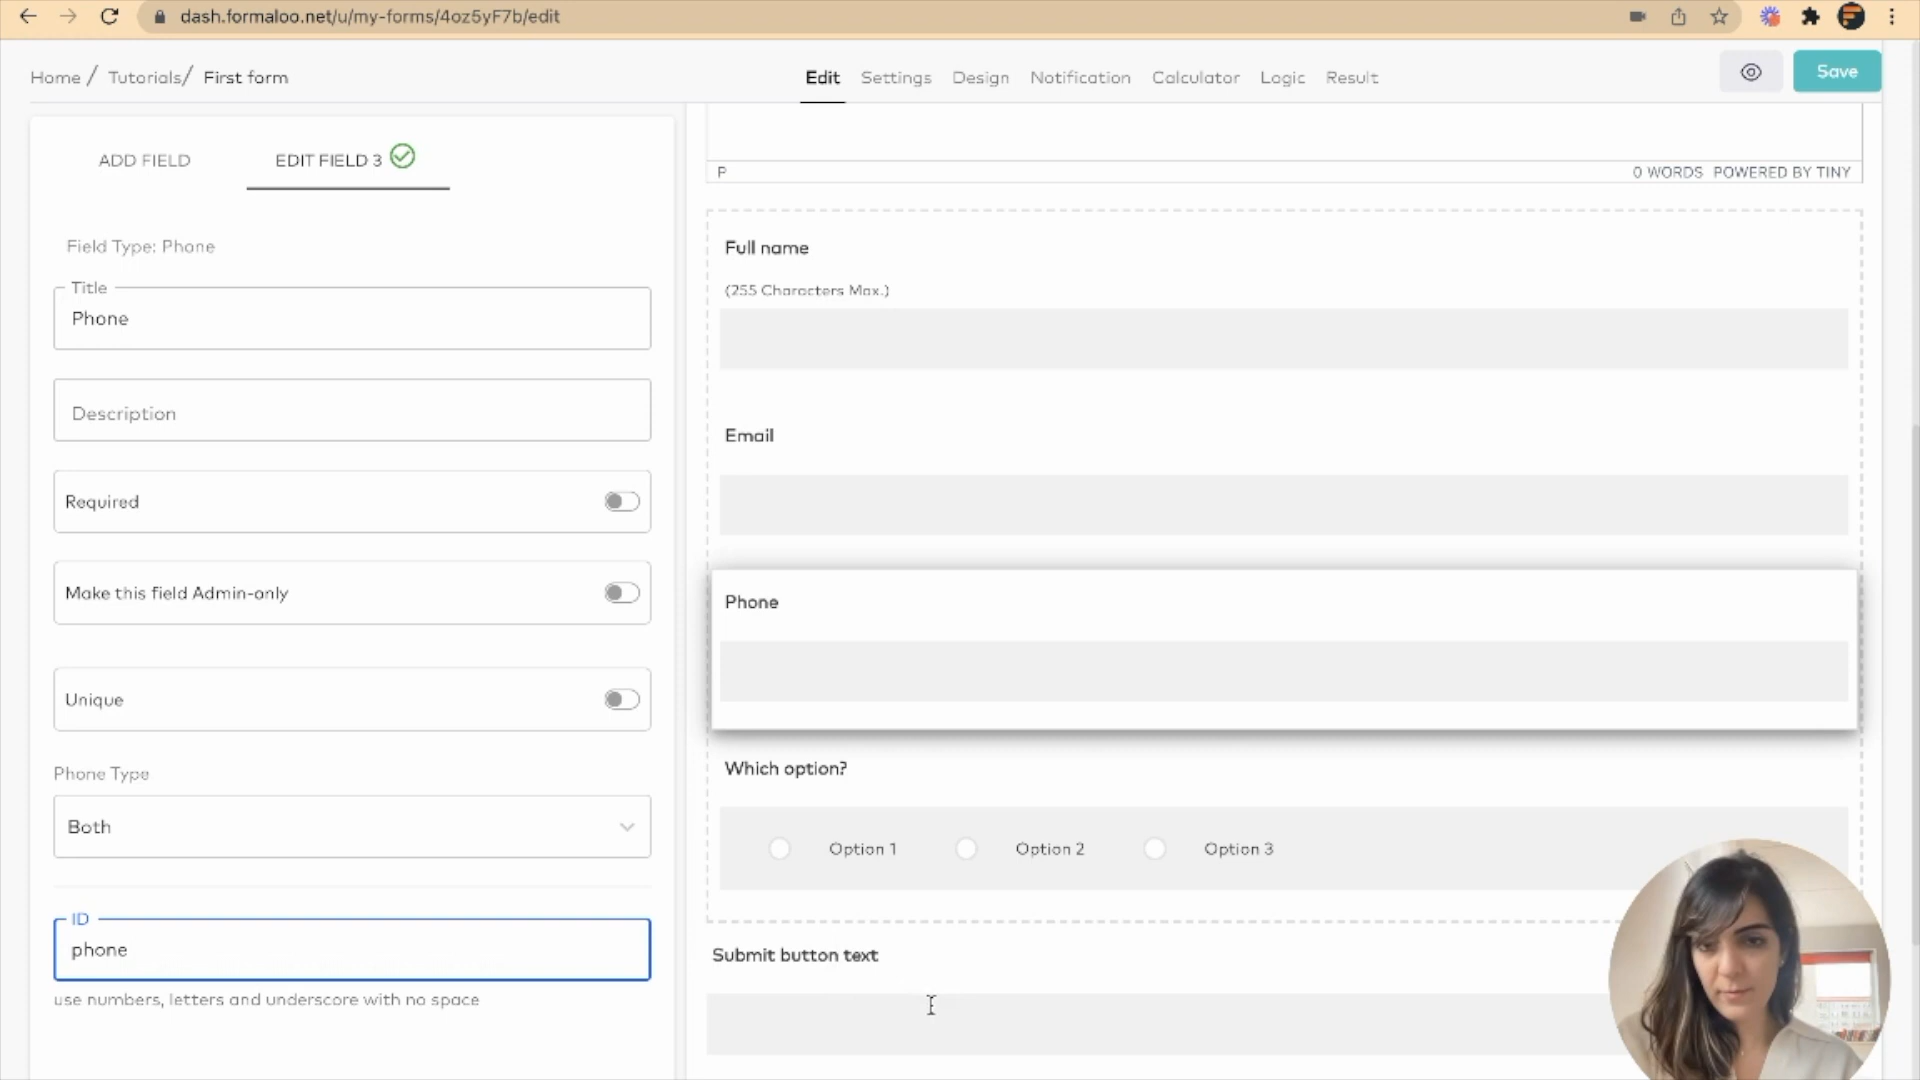 dash.formaloo.net/u/my-forms/4oz5yF7b/edit
Home / Tutorials/ First form
Edit Settings Design Notification Calculator Logic Result
Save
ADD FIELD EDIT FIELD 3
Field Type: Phone
Title
Phone
Description
Required
Make this field Admin-only
Unique
Phone Type
Both
ID
phone
use numbers, letters and underscore with no space
P 0 WORDS POWERED BY TINY
Full name
(255 Characters Max.)
Email
Phone
Which option?
Option 1 Option 2 Option 3
Submit button text